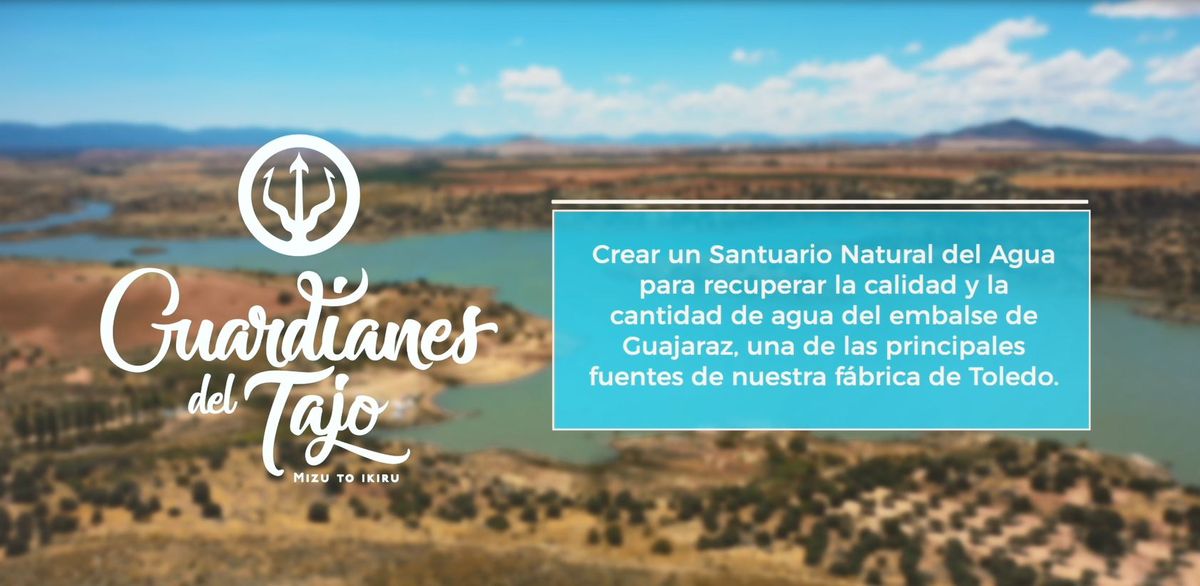 Guardianes
del Tajo
MIZU TO IKIRU
Crear un Santuario Natural del Agua
para recuperar la calidad y la
cantidad de agua del embalse de
Guajaraz, una de las principales
fuentes de nuestra fábrica de Toledo.